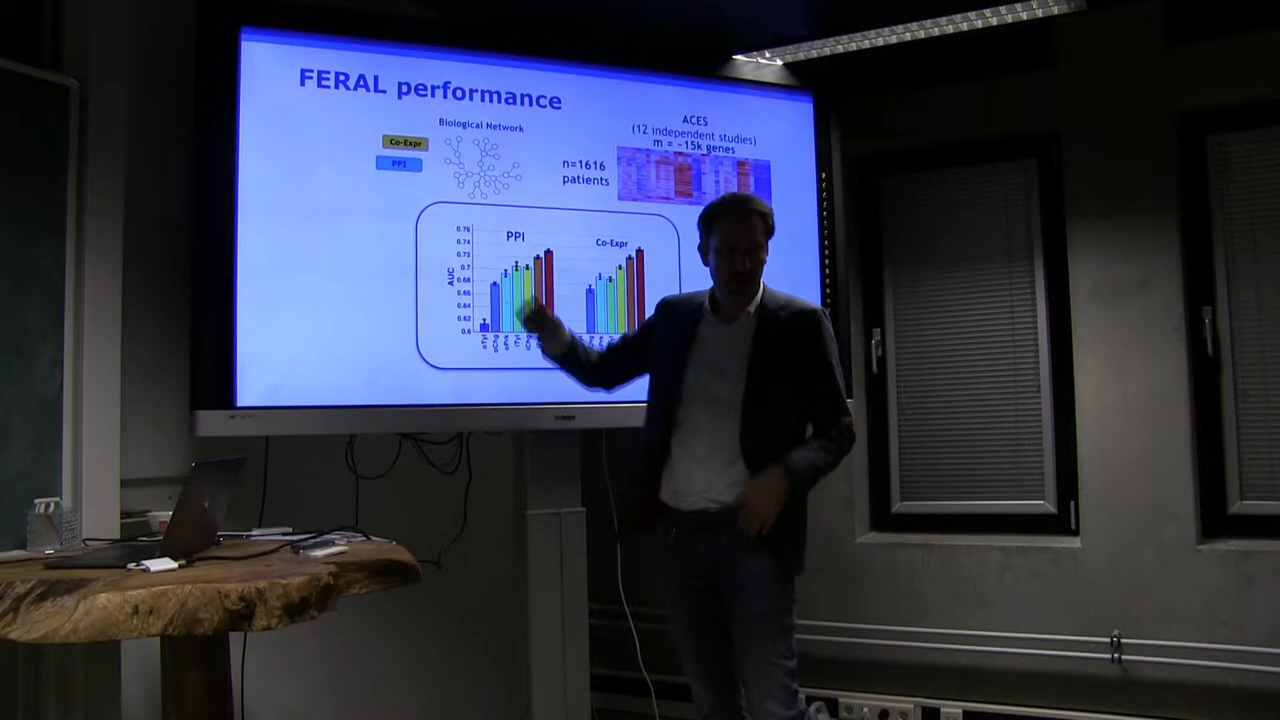 FERAL performance
Biological Network
Co-Expr
PPI
ACES
(12 independent studies)
m = ~15k genes
n=1616
patients
PPI
Co-Expr
AUC
0.76
0.74
0.72
0.7
0.68
0.66
0.64
0.62
0.6